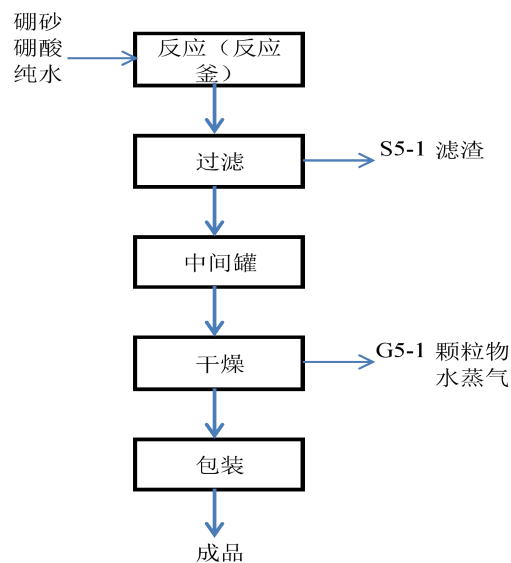 硼砂
硼酸
纯水
反应（反应
釜）
过滤
S5-1 滤渣
中间罐
干燥
G5-1 颗粒物
水蒸气
包装
成品